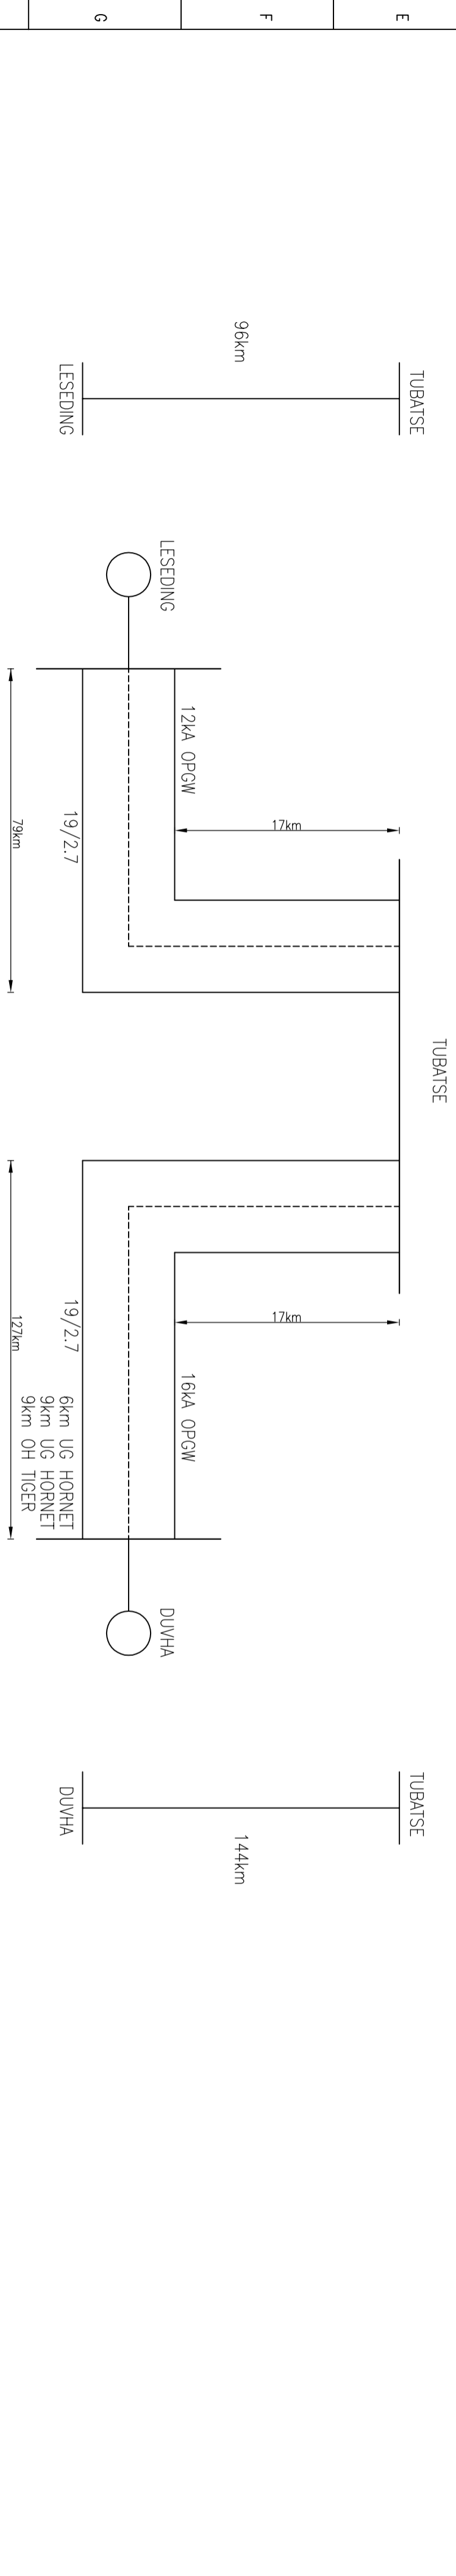 G
F
E
96km
LESEDING
TUBATSE
LESEDING
12kA OPGW
17km
19/2.7
79km
TUBATSE
17km
19/2.7
127km
16kA OPGW
6km UG HORNET
9km UG HORNET
9km OH TIGER
DUVHA
TUBATSE
DUVHA
144km